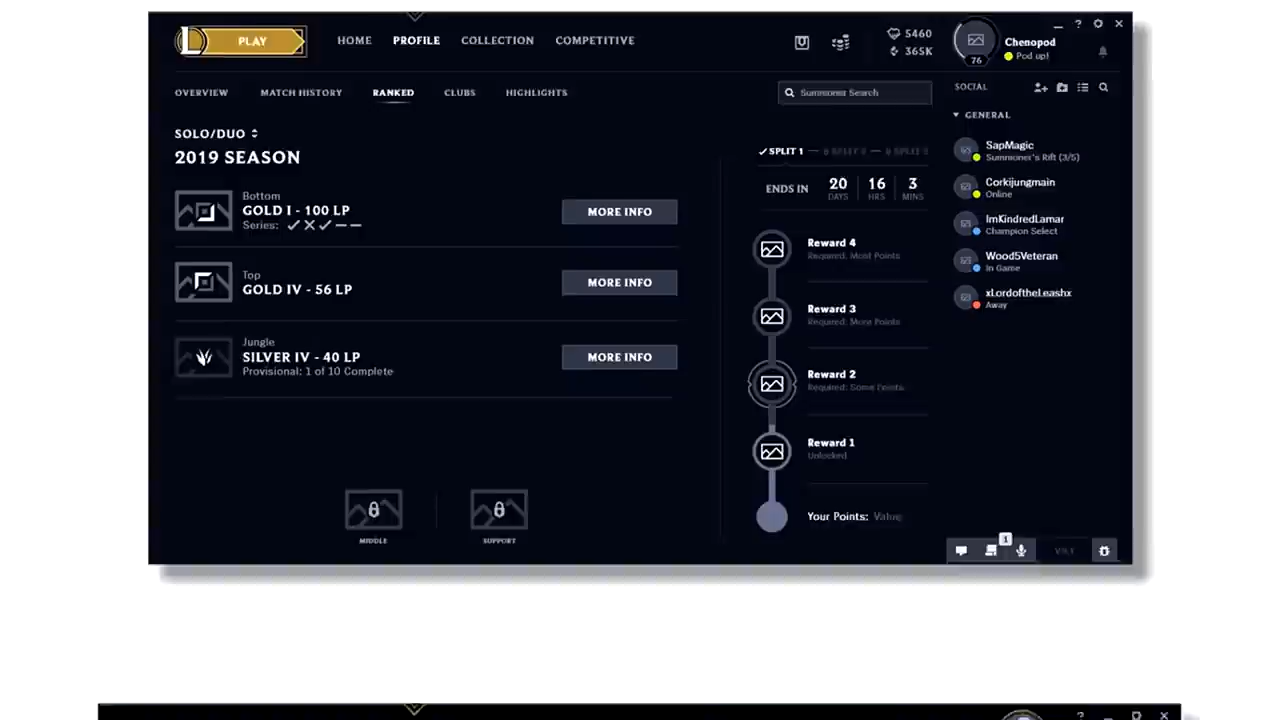 PLAY
HOME PROFILE COLLECTION COMPETITIVE
5460
365K
76
Chenopod
Pod up!
OVERVIEW MATCH HISTORY RANKED CLUBS HIGHLIGHTS
Summoner Search
SOCIAL
GENERAL
SOLO/DUO
2019 SEASON
Bottom
GOLD I - 100 LP
Series:
MORE INFO
Top
GOLD IV - 56 LP
MORE INFO
Jungle
SILVER IV - 40 LP
Provisional: 1 of 10 Complete
MORE INFO
MIDDLE
SUPPORT
SPLIT 1 SPLIT 2 SPLIT 3
ENDS IN
20 16 3
DAYS HRS MINS
Reward 4
Required: Most Points
Reward 3
Required: More Points
Reward 2
Required: Some Points
Reward 1
Unlocked
Your Points: Value
SapMagic
Summoner's Rift (3/5)
Corkijungmain
Online
ImKindredLamar
Champion Select
Wood5Veteran
In Game
xLordoftheLeashx
Away
1